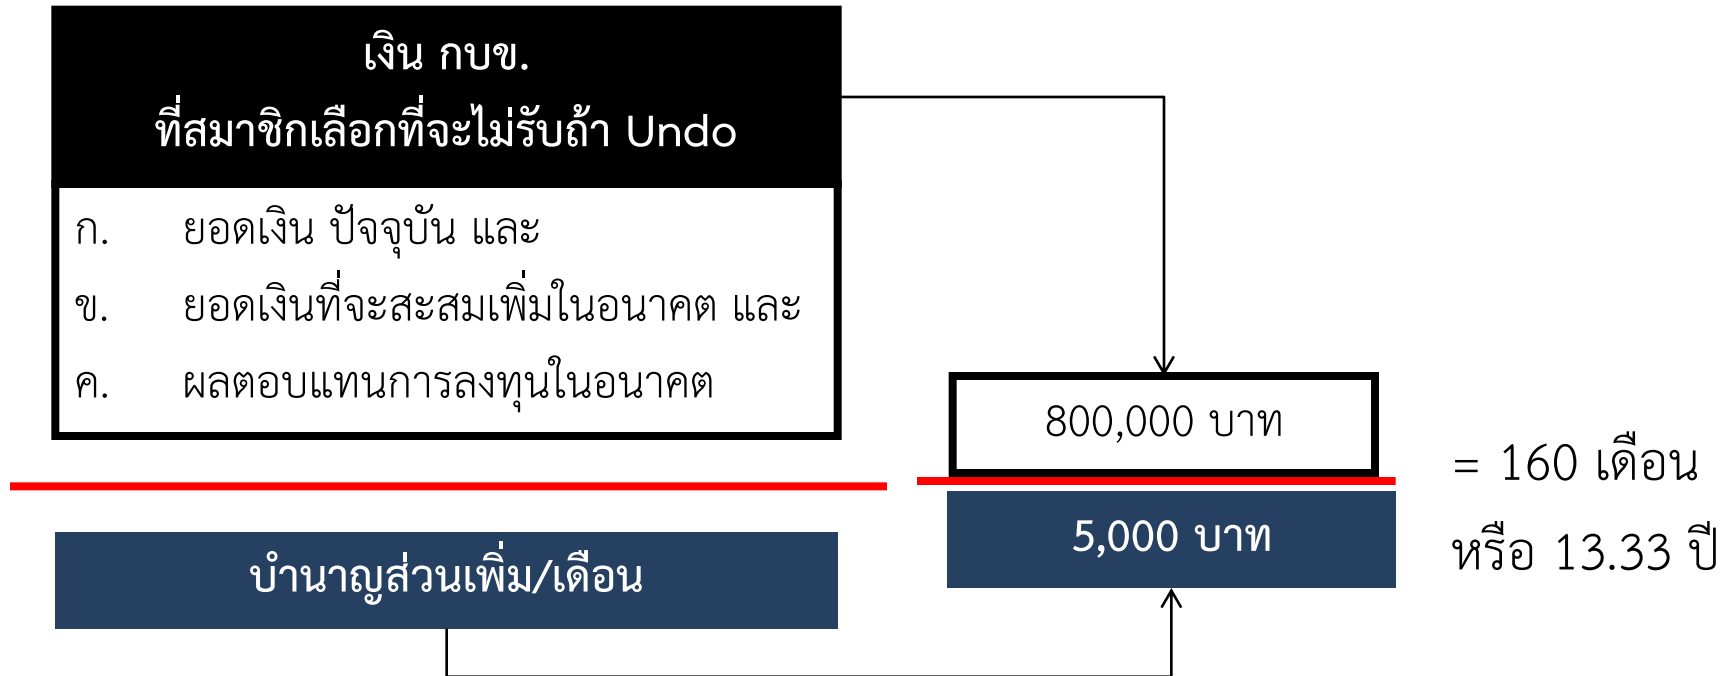 เงิน กบข.
ที่สมาชิกเลือกที่จะไม่รับถ้า Undo
ก. ยอดเงิน ปัจจุบัน และ
ข. ยอดเงินที่จะสะสมเพิ่มในอนาคต และ
ค. ผลตอบแทนการลงทุนในอนาคต
บำนาญส่วนเพิ่ม/เดือน
800,000 บาท
5,000 บาท
= 160 เดือน
หรือ 13.33 ปี